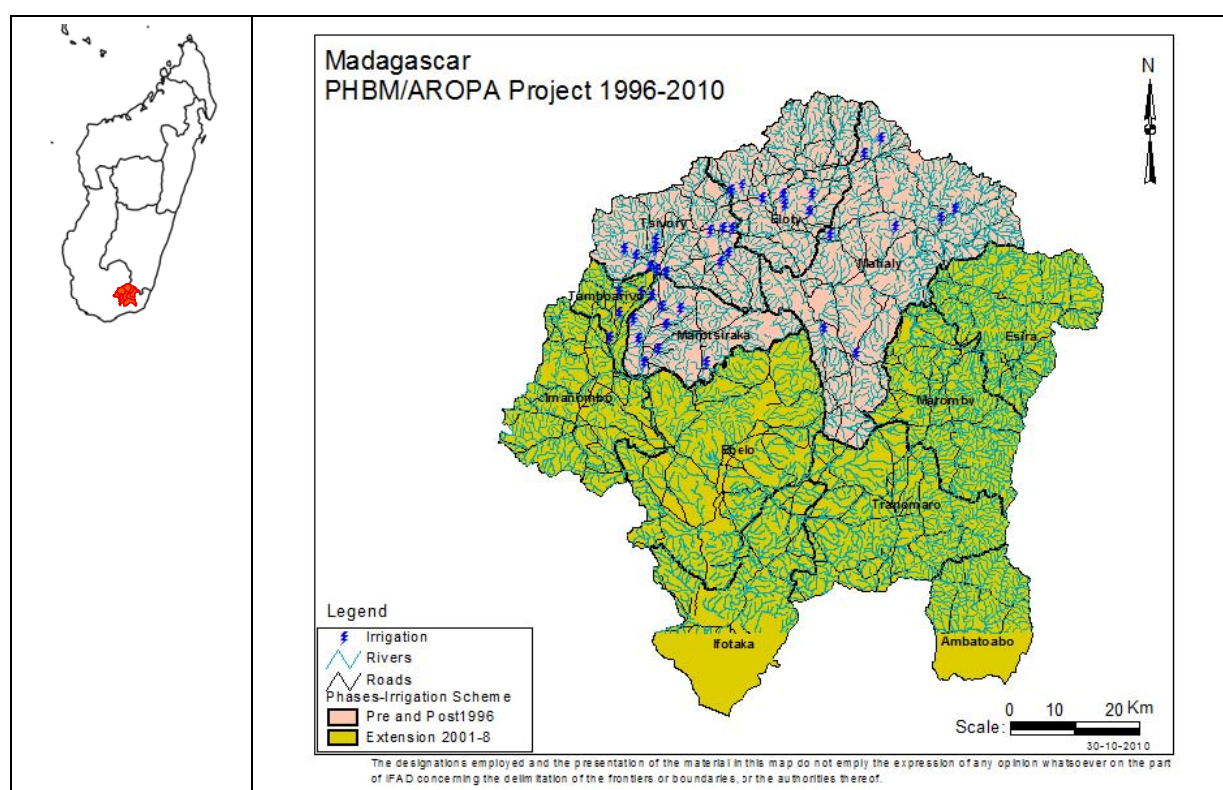 Madagascar
PHBM/AROPA Project 1996-2010
N
Tsivory
Eloty
Mahaly
Tamboarivo
Marotsiraka
Esira
Imanombo
Maromby
Ebelo
Tranomaro
Ifotaka
Ambatoabo
Legend
Irrigation
Rivers
Roads
Phases-Irrigation Scheme
Pre and Post1996
Extension 2001-8
0 10 20 Km
Scale:
30-10-2010
The designations employed and the presentation of the material in this map do not emply the expression of any opinion whatsoever on the part
of IFAD concerning the delimitation of the frontiers or boundaries, or the authorities thereof.